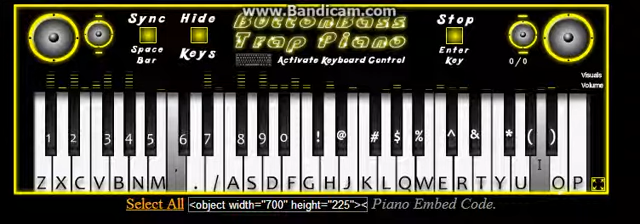 www.Bandicam.com
Sync Hide ButtonBass Stop
Space Bar Keys Trap Piano Enter Key
Activate Keyboard Control 0/0
Visuals
Volume
1 2 3 4 5 6 7 8 9 0 ! @ # $ % ^ & * ( )
Z X C V B N M , . / A S D F G H J K L Q W E R T Y U I O P
Select All <object width="700" height="225">< Piano Embed Code.